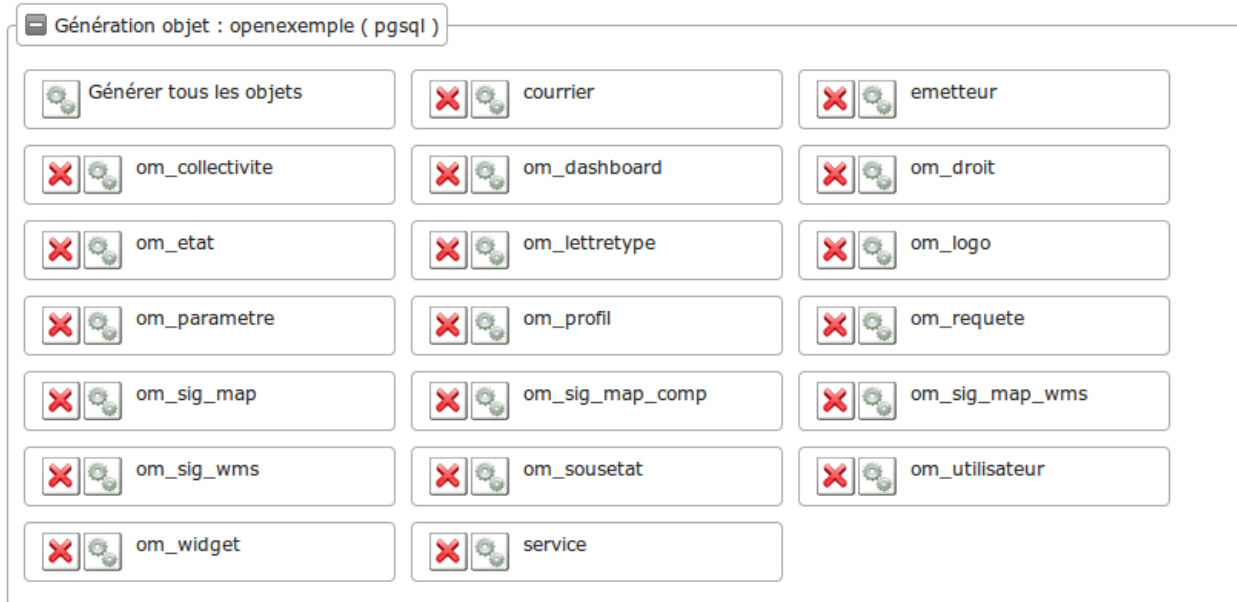 Génération objet : openexemple ( pgsql )
Générer tous les objets
courrier
emetteur
om_collectivite
om_dashboard
om_droit
om_etat
om_lettretype
om_logo
om_parametre
om_profil
om_requete
om_sig_map
om_sig_map_comp
om_sig_map_wms
om_sig_wms
om_sousetat
om_utilisateur
om_widget
service